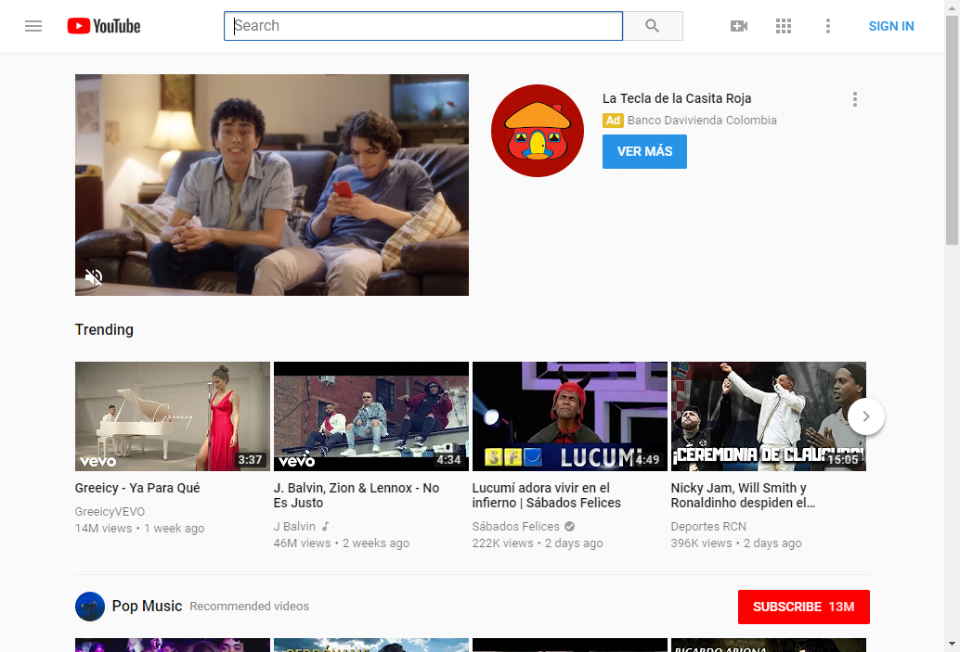 YouTube
Search
SIGN IN
La Tecla de la Casita Roja
Ad Banco Davivienda Colombia
VER MÁS
Trending
Greeicy
vevo
3:37
vevo
4:34
SFE
LUCUMÍ
4:49
¡CEREMONIA DE CLAUSURA!
15:05
Greeicy - Ya Para Qué
GreeicyVEVO
14M views • 1 week ago
J. Balvin, Zion & Lennox - No
Es Justo
J Balvin
46M views • 2 weeks ago
Lucumí adora vivir en el
infierno | Sábados Felices
Sábados Felices
222K views • 2 days ago
Nicky Jam, Will Smith y
Ronaldinho despiden el...
Deportes RCN
396K views • 2 days ago
Pop Music Recommended videos
SUBSCRIBE 13M
RICARDO ARJONA